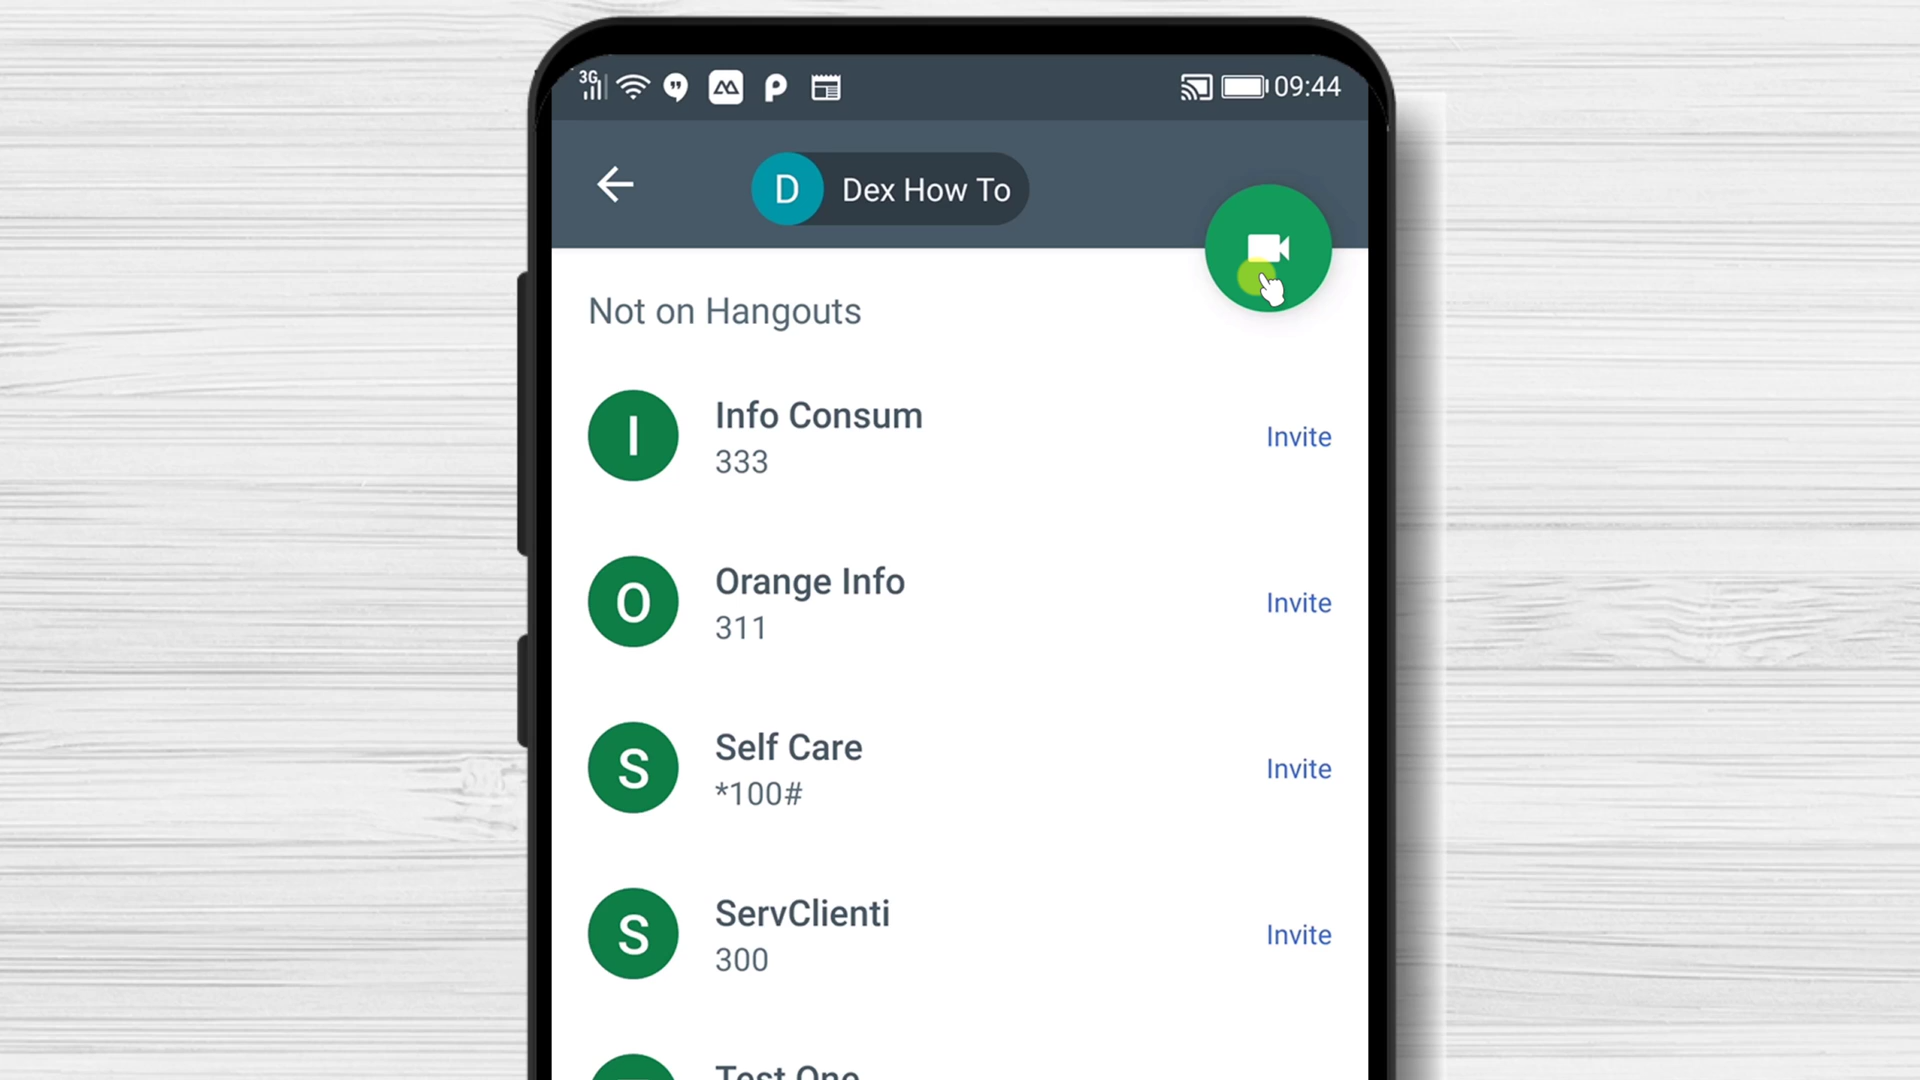 3G
09:44
D Dex How To
Not on Hangouts
I
Info Consum
333
Invite
O
Orange Info
311
Invite
S
Self Care
*100#
Invite
S
ServClienti
300
Invite
Test One